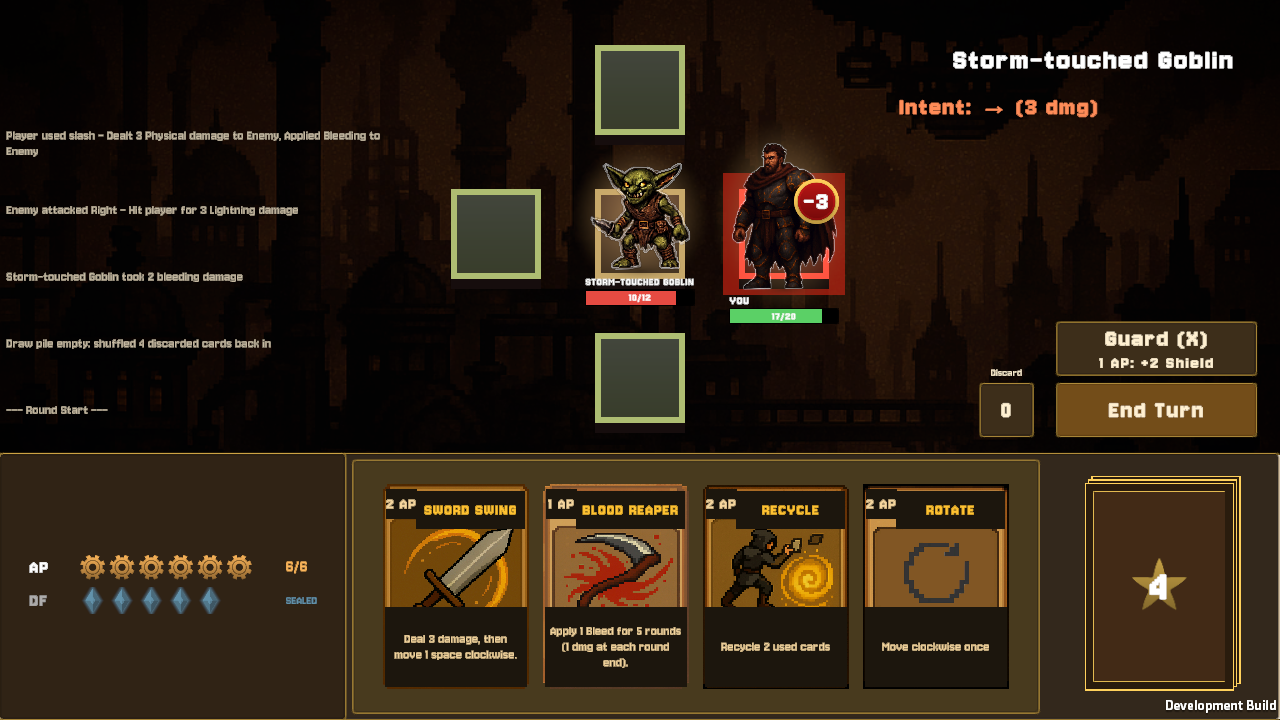 Storm-touched Goblin
Intent: → (3 dmg)
Player used slash - Dealt 3 Physical damage to Enemy, Applied Bleeding to
Enemy
Enemy attacked Right - Hit player for 3 Lightning damage
Storm-touched Goblin took 2 bleeding damage
Draw pile empty: shuffled 4 discarded cards back in
--- Round Start ---
-3
STORM-TOUCHED GOBLIN
10/12
YOU
17/20
Guard (X)
1 AP: +2 Shield
Discard
0
End Turn
AP
6/6
DF
SEALED
2 AP
SWORD SWING
Deal 3 damage, then
move 1 space clockwise.
1 AP
BLOOD REAPER
Apply 1 Bleed for 5 rounds
(1 dmg at each round
end).
2 AP
RECYCLE
Recycle 2 used cards
2 AP
ROTATE
Move clockwise once
4
Development Build